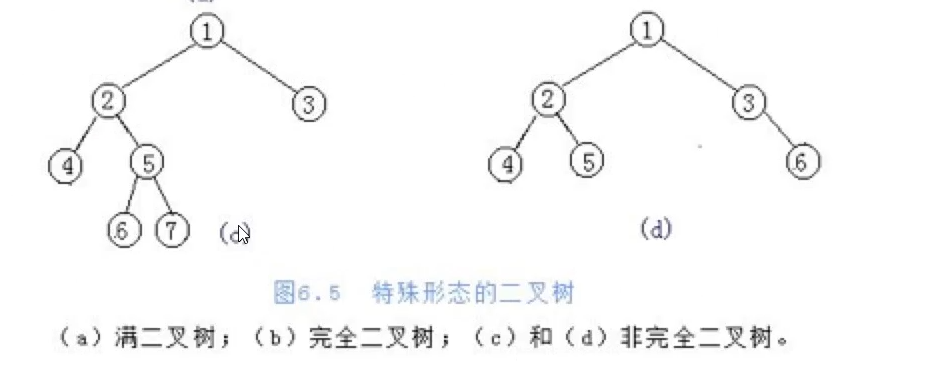 1 1
2 3 2 3
4 5 4 5 6
6 7 (c) (d)
图6.5 特殊形态的二叉树
(a)满二叉树；(b)完全二叉树；(c)和(d)非完全二叉树。